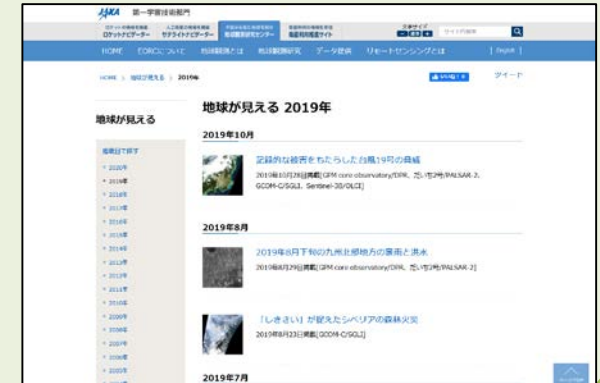 JAXA 第一宇宙技術部門
ロケットナビゲーター サテライトナビゲーター 地球観測研究センター 衛星利用推進サイト
文字サイズ
標準 +
サイト内検索
HOME EORCについて 地球観測とは 地球観測研究 データ提供 リモートセンシングとは English
HOME 地球が見える 2019年
ツイート
地球が見える
地球が見える 2019年
2019年10月
記録的な被害をもたらした台風19号の脅威
2019年10月28日掲載[GPM core observatory/DPR、だいち2号/PALSAR-2、
GCOM-C/SGLI、Sentinel-3B/OLCI]
2019年8月
2019年8月下旬の九州北部地方の豪雨と洪水
2019年8月29日掲載[GPM core observatory/DPR、だいち2号/PALSAR-2]
「しきさい」が捉えたシベリアの森林火災
2019年8月23日掲載[GCOM-C/SGLI]
2019年7月
掲載日で探す
2020年
2019年
2018年
2017年
2016年
2015年
2014年
2013年
2012年
2011年
2010年
2009年
2008年
2007年
2006年
2005年